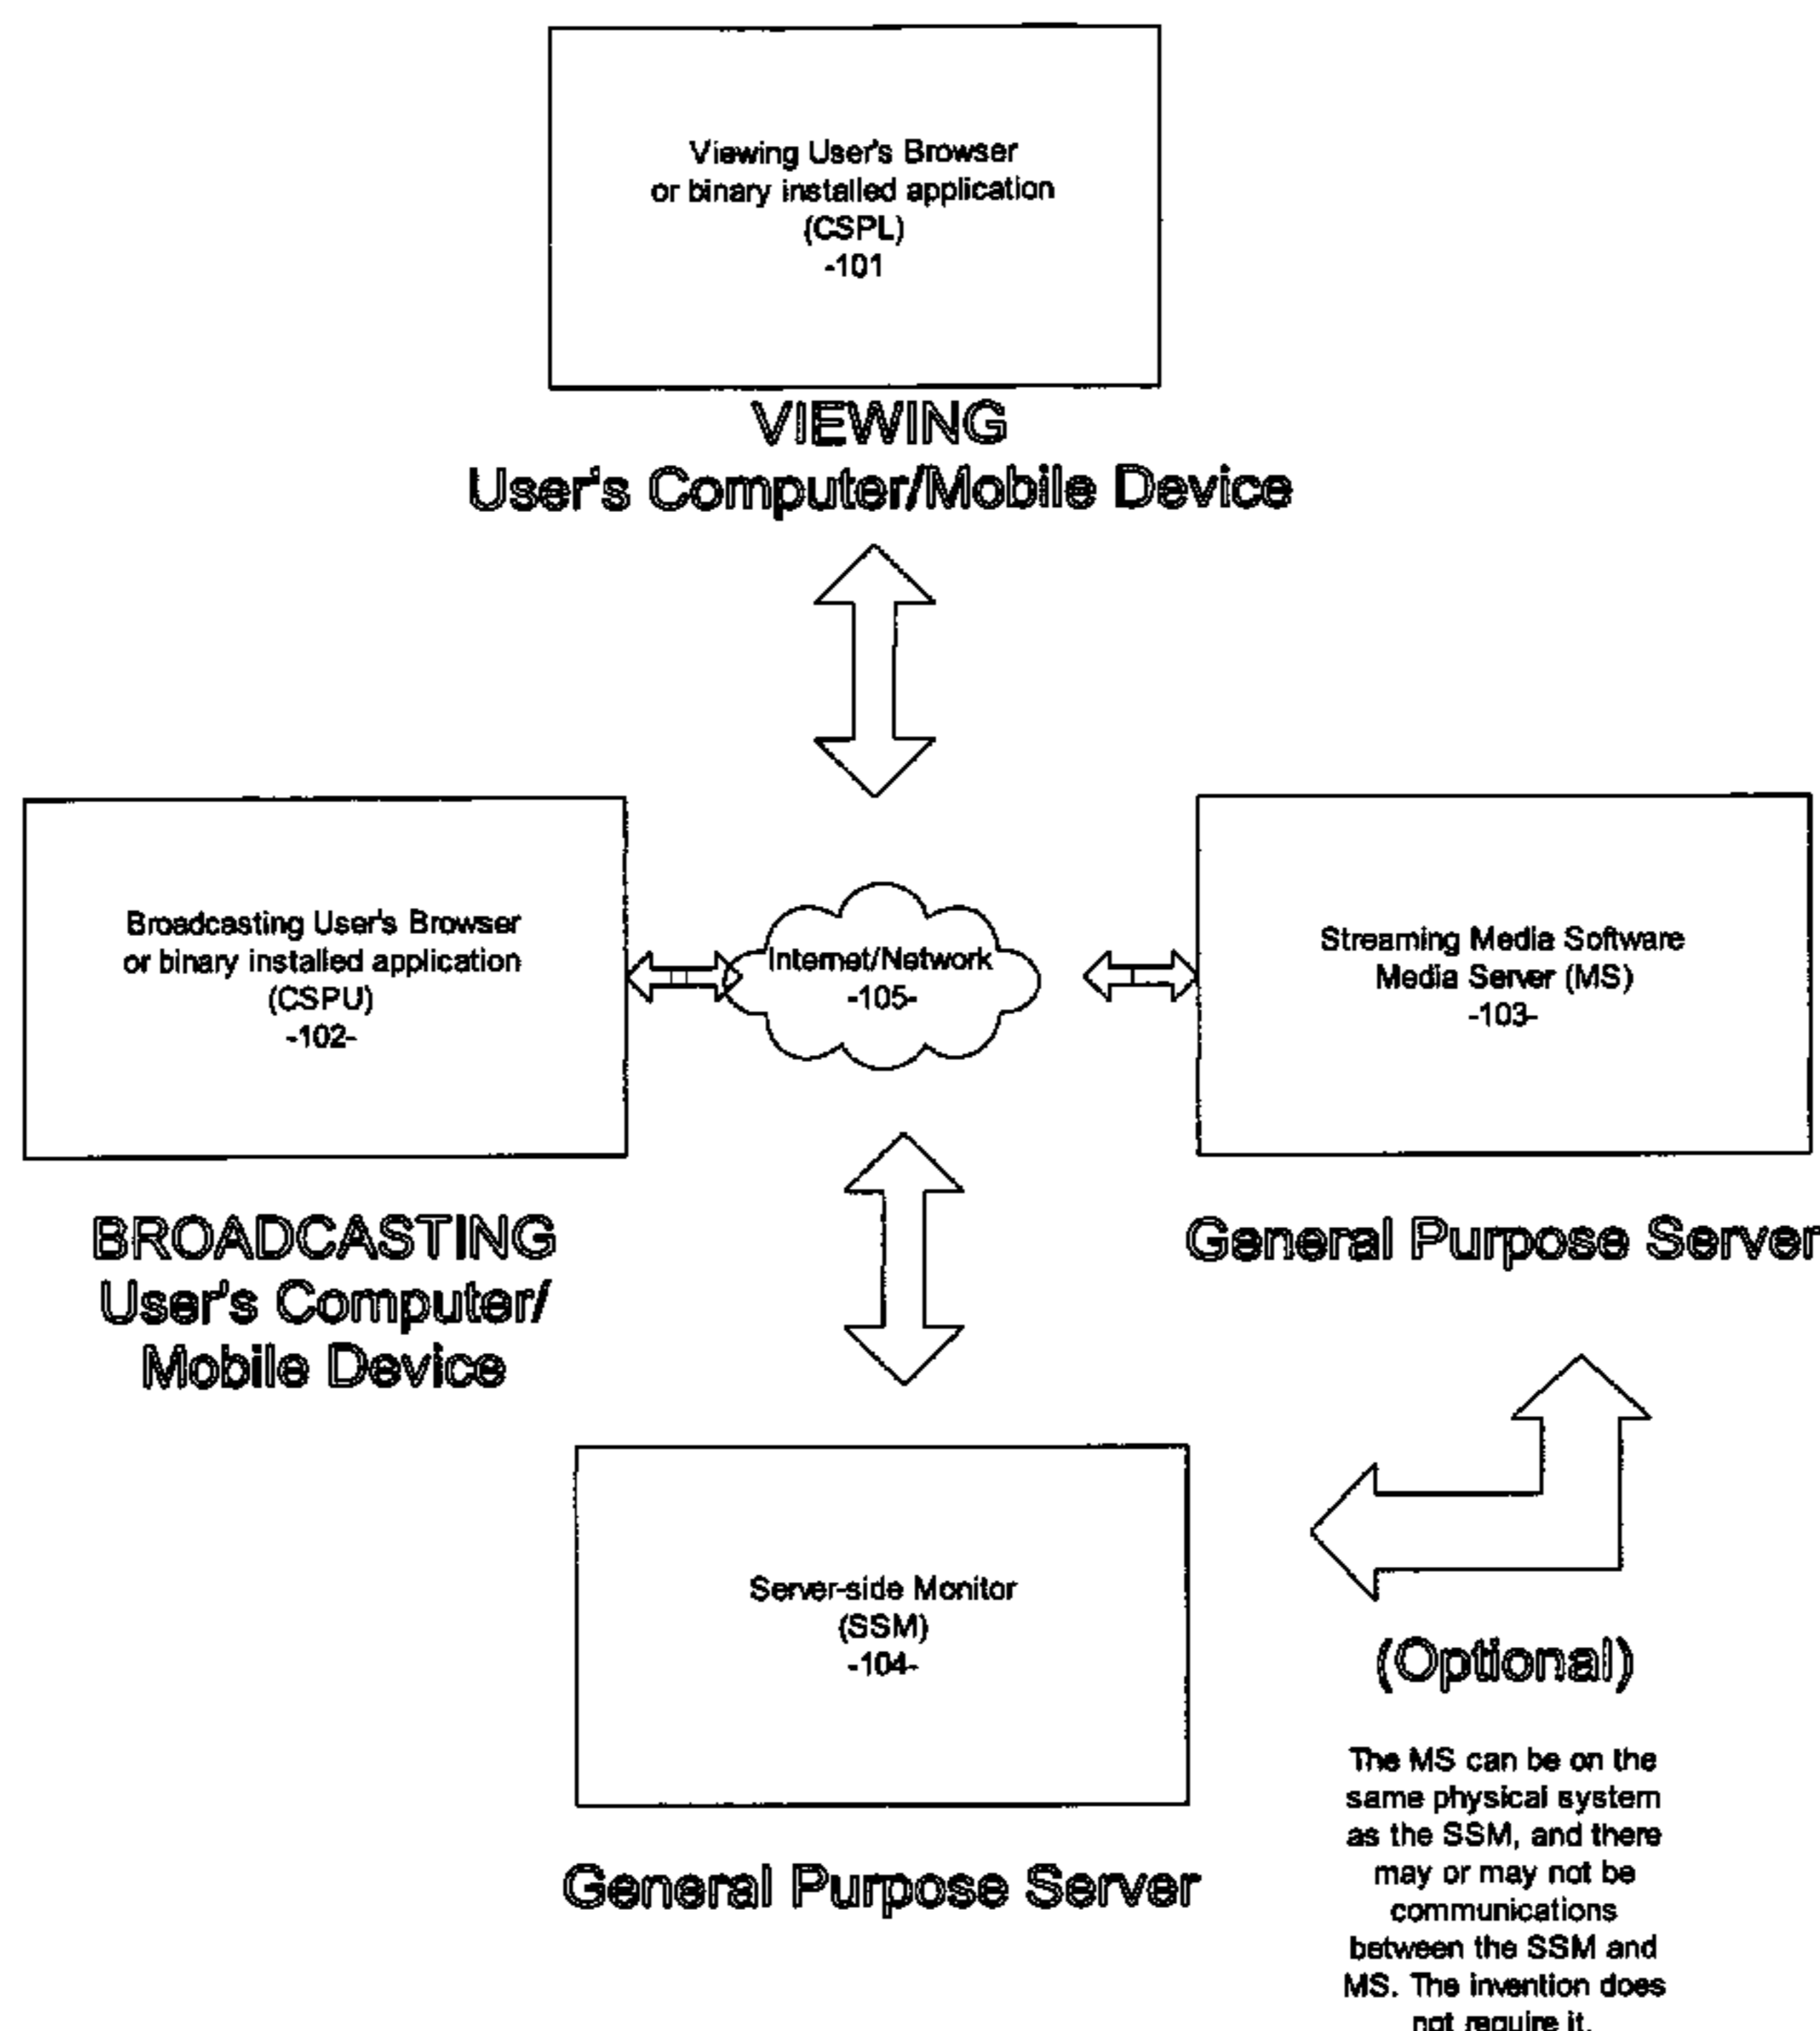 Viewing User's Browser
or binary installed application
(CSPL)
-101
VIEWING
User's Computer/Mobile Device
Broadcasting User's Browser
or binary installed application
(CSPU)
-102-
Internet/Network
-105-
Streaming Media Software
Media Server (MS)
-103-
BROADCASTING
User's Computer/
Mobile Device
General Purpose Server
Server-side Monitor
(SSM)
-104-
General Purpose Server
(Optional)
The MS can be on the
same physical system
as the SSM, and there
may or may not be
communications
between the SSM and
MS. The invention does
not require it.